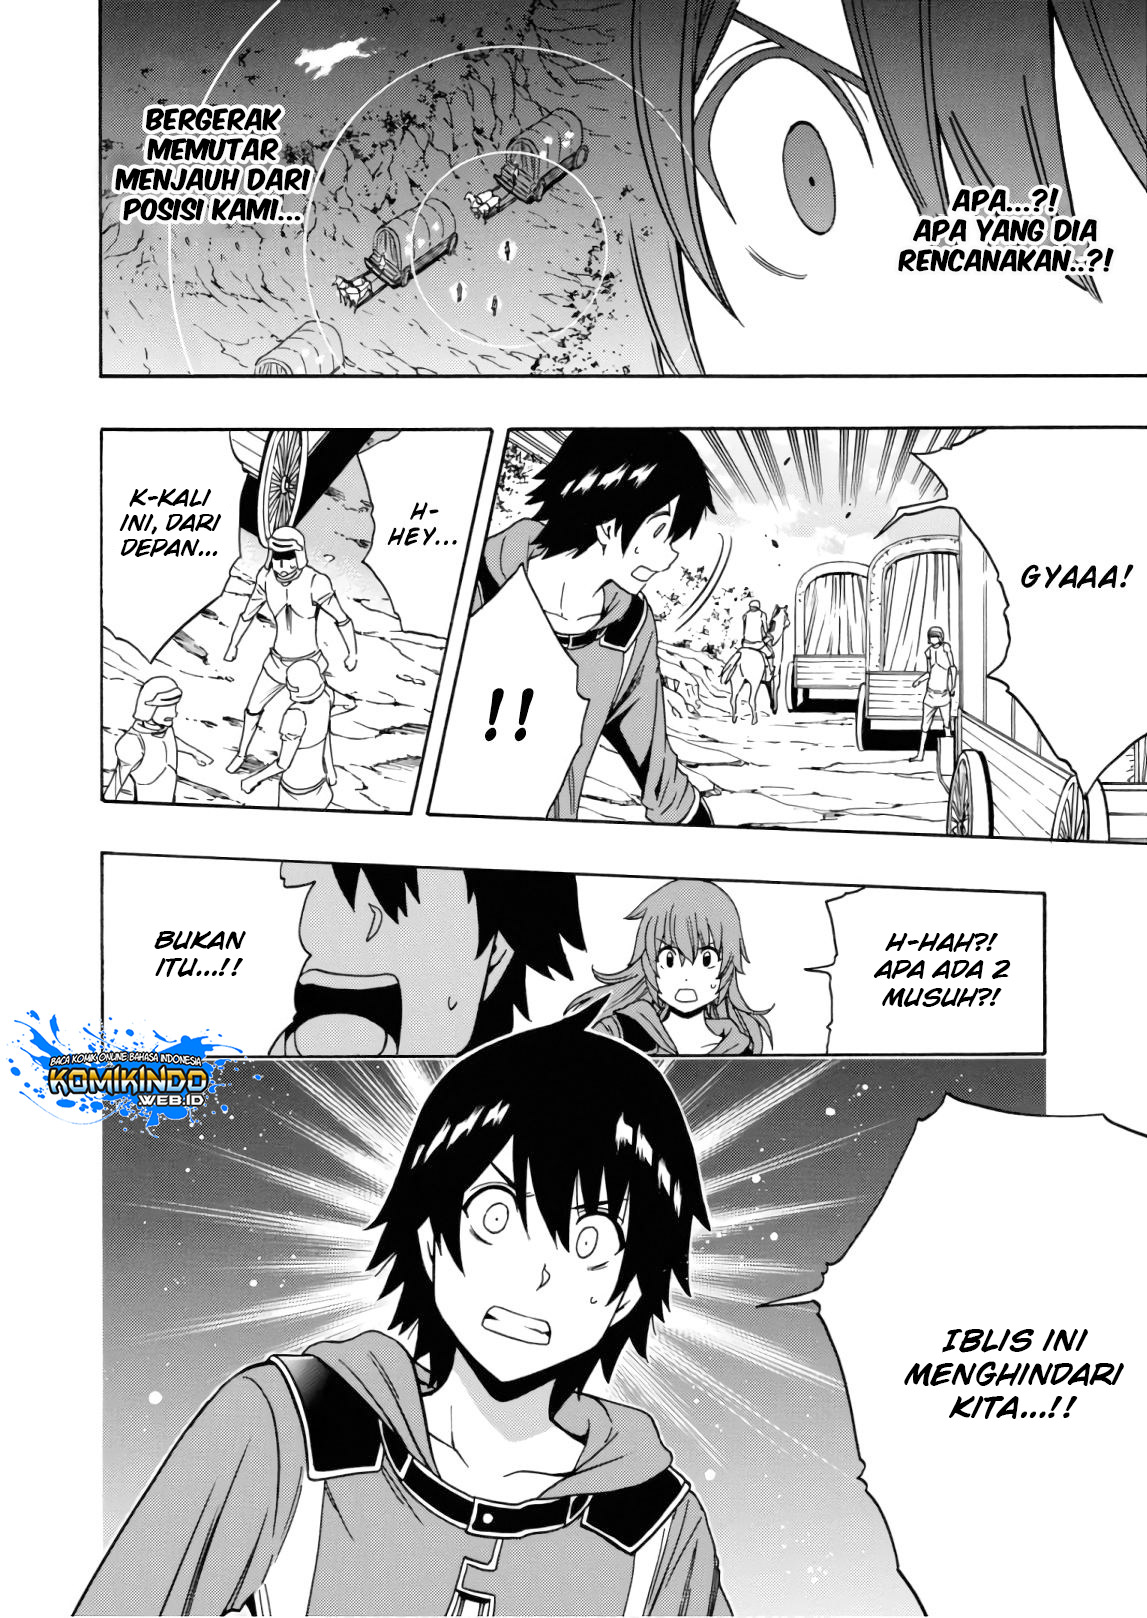 APA...?!
APA YANG DIA
RENCANAKAN..?!
BERGERAK
MEMUTAR
MENJAUH DARI
POSISI KAMI...
GYAAA!
!!
H-
HEY...
K-KALI
INI, DARI
DEPAN...
H-HAH?!
APA ADA 2
MUSUH?!
BUKAN
ITU...!!
BACA KOMIK ONLINE BAHASA INDONESIA
KOMIKINDO
WEB.ID
IBLIS INI
MENGHINDARI
KITA...!!